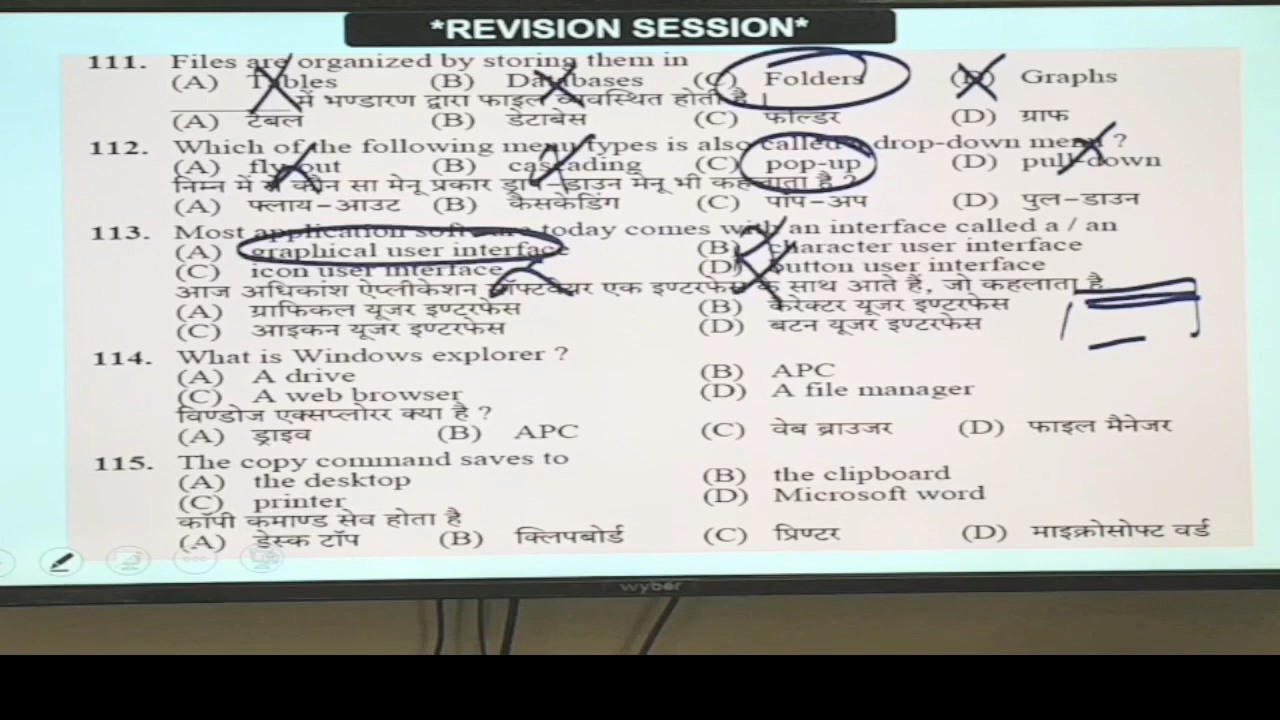 *REVISION SESSION*
111. Files are organized by storing them in
(A) Tables (B) Databases (C) Folders (D) Graphs
________ में भण्डारण द्वारा फाइल व्यवस्थित होती है ।
(A) टेबल (B) डेटाबेस (C) फोल्डर (D) ग्राफ
112. Which of the following menu types is also called a drop-down menu ?
(A) fly-out (B) cascading (C) pop-up (D) pull-down
निम्न में से कौन सा मेनू प्रकार ड्राप-डाउन मेनू भी कहलाता है ?
(A) फ्लाय-आउट (B) कैसकेडिंग (C) पॉप-अप (D) पुल-डाउन
113. Most application software today comes with an interface called a / an
(A) graphical user interface (B) character user interface
(C) icon user interface (D) button user interface
आज अधिकांश ऐप्लीकेशन सॉफ्टवेयर एक इण्टरफेस के साथ आते हैं, जो कहलाता है
(A) ग्राफिकल यूजर इण्टरफेस (B) केरेक्टर यूजर इण्टरफेस
(C) आइकन यूजर इण्टरफेस (D) बटन यूजर इण्टरफेस
114. What is Windows explorer ?
(A) A drive (B) APC
(C) A web browser (D) A file manager
विण्डोज एक्सप्लोरर क्या है ?
(A) ड्राइव (B) APC (C) वेब ब्राउजर (D) फाइल मैनेजर
115. The copy command saves to
(A) the desktop (B) the clipboard
(C) printer (D) Microsoft word
कॉपी कमाण्ड सेव होता है
(A) डेस्क टॉप (B) क्लिपबोर्ड (C) प्रिण्टर (D) माइक्रोसोफ्ट वर्ड
wyber